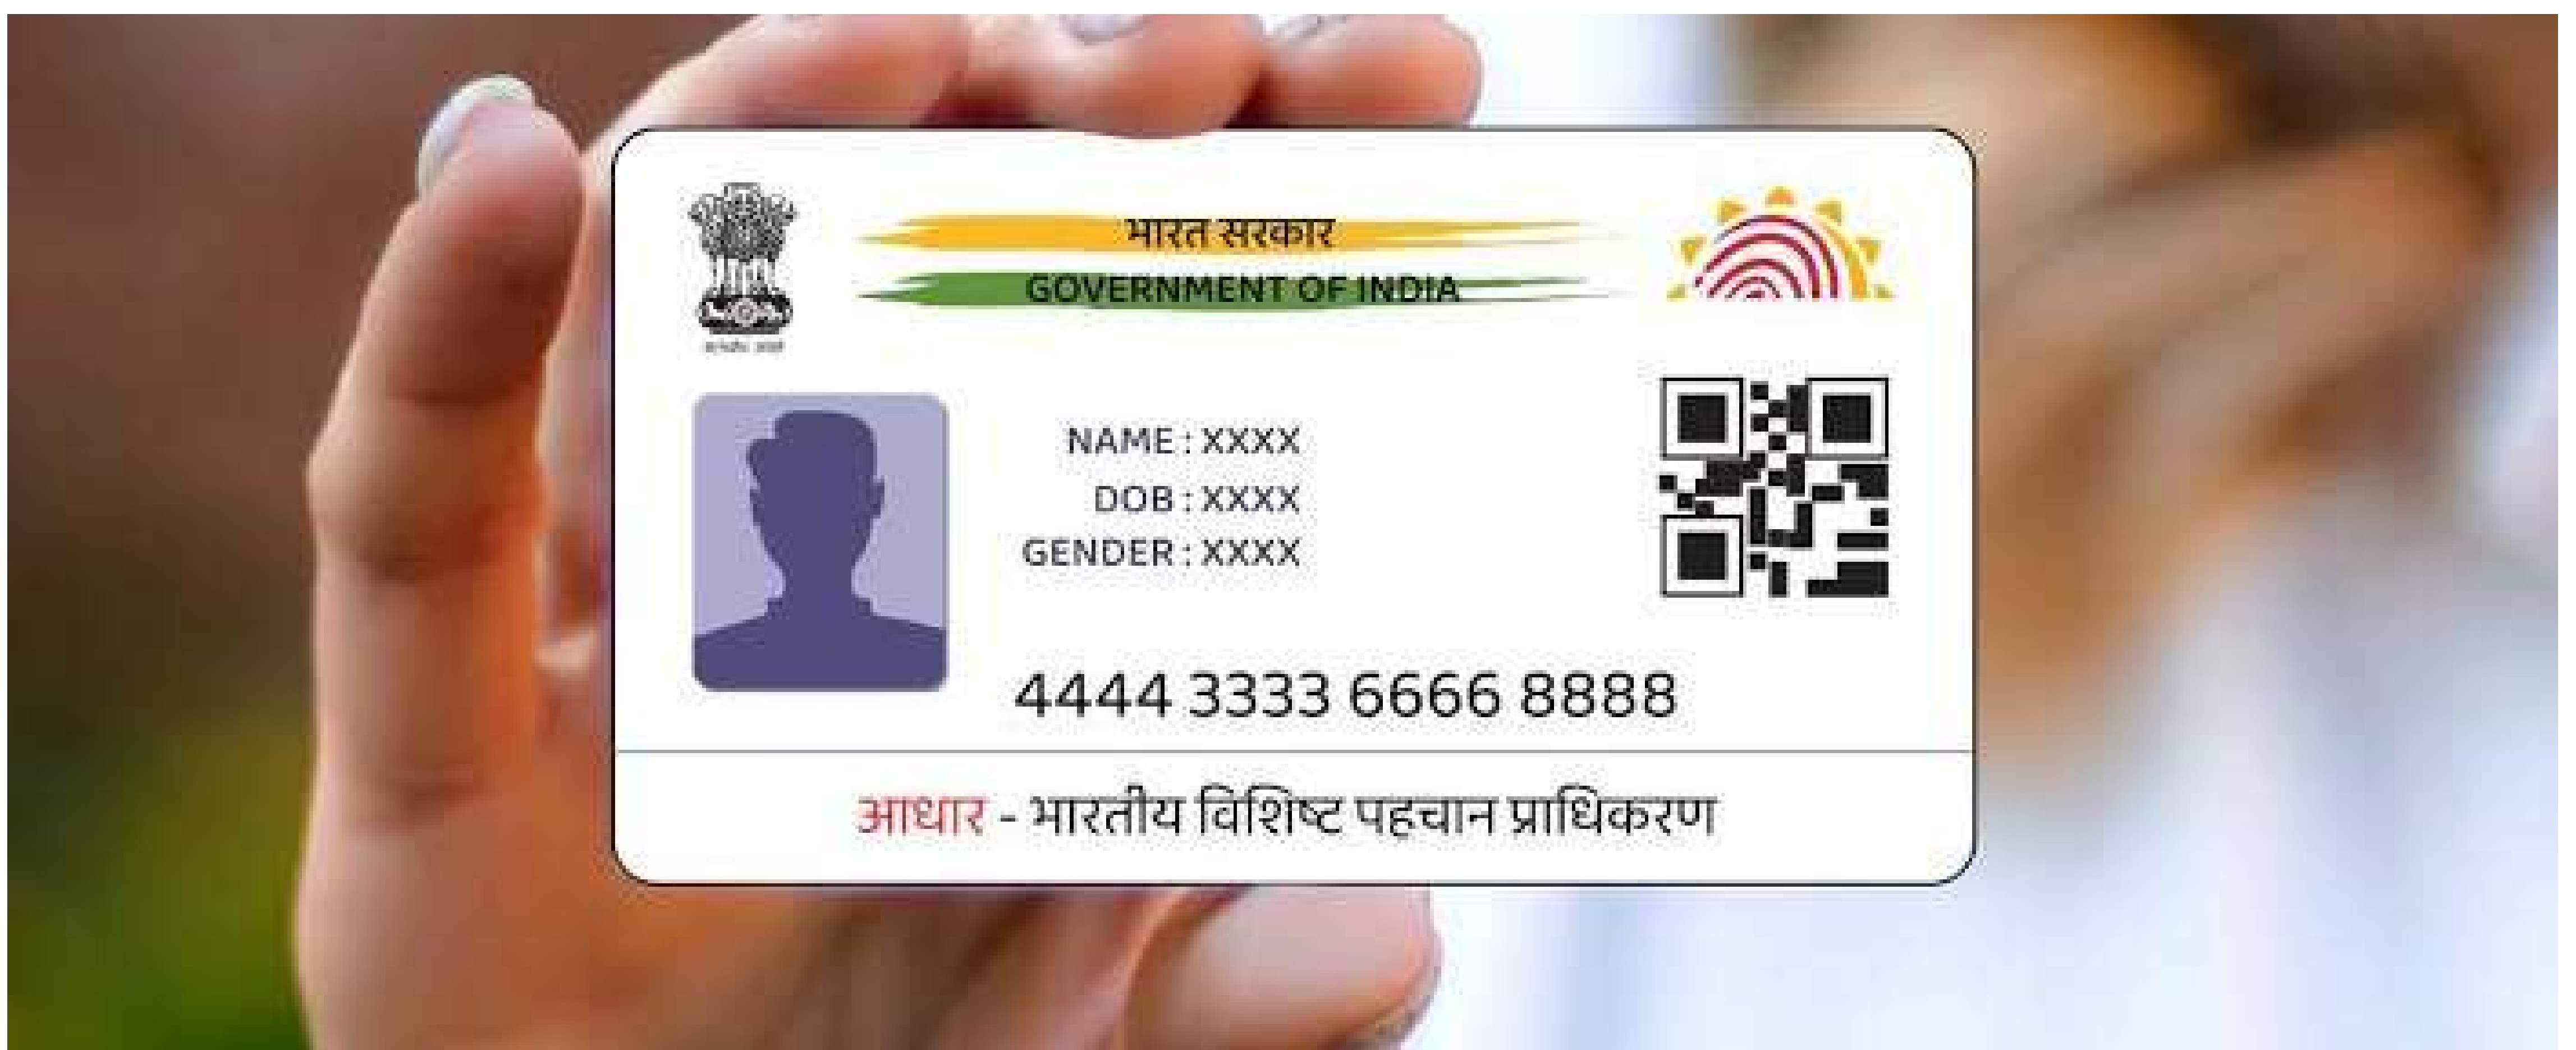 भारत सरकार
GOVERNMENT OF INDIA
NAME : XXXX
DOB : XXXX
GENDER : XXXX
4444 3333 6666 8888
आधार - भारतीय विशिष्ट पहचान प्राधिकरण